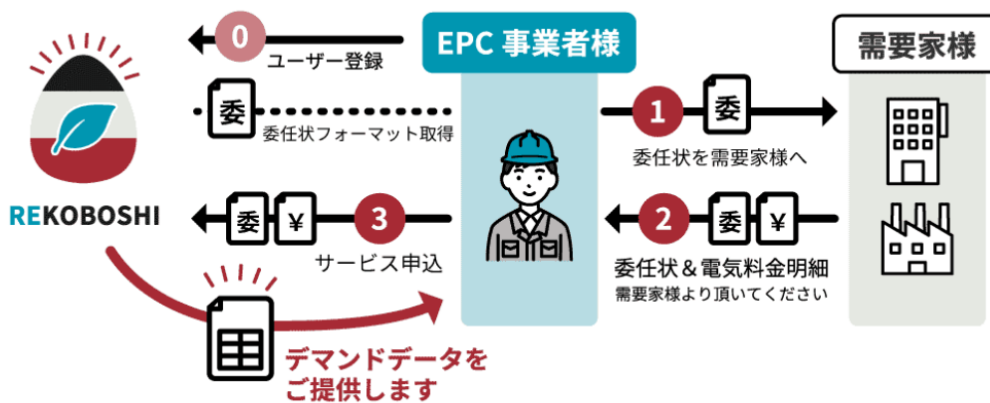 0
ユーザー登録
委
委任状フォーマット取得
REKOBOSHI
EPC 事業者様
需要家様
1
委
委任状を需要家様へ
2
委 ¥
委任状＆電気料金明細
需要家様より頂いてください
委 ¥ 3
サービス申込
デマンドデータを
ご提供します